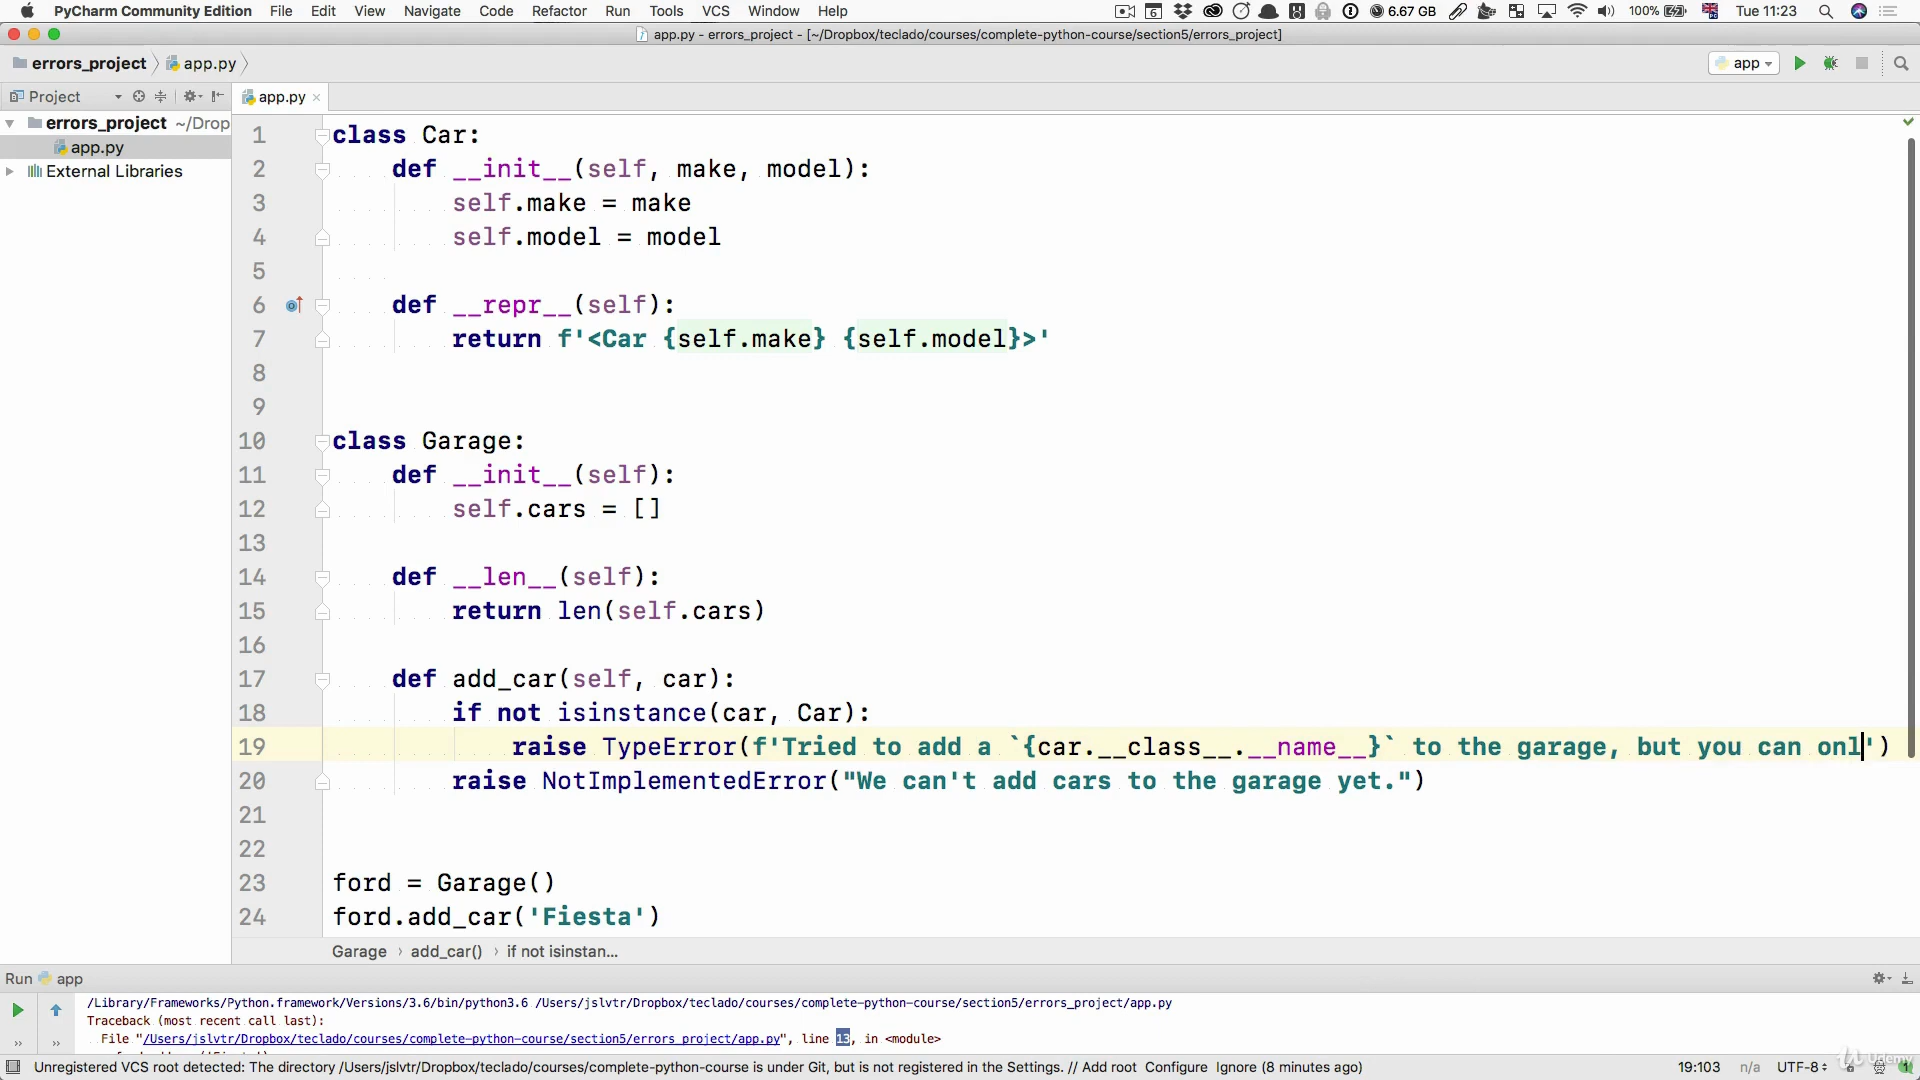 PyCharm Community Edition File Edit View Navigate Code Refactor Run Tools VCS Window Help 6.67 GB 100% Tue 11:23
app.py - errors_project - [~/Dropbox/teclado/courses/complete-python-course/section5/errors_project]
errors_project app.py app
Project app.py
errors_project ~/Drop
app.py
External Libraries
1 class Car:
2 def __init__(self, make, model):
3 self.make = make
4 self.model = model
5
6 def __repr__(self):
7 return f'<Car {self.make} {self.model}>'
8
9
10 class Garage:
11 def __init__(self):
12 self.cars = []
13
14 def __len__(self):
15 return len(self.cars)
16
17 def add_car(self, car):
18 if not isinstance(car, Car):
19 raise TypeError(f'Tried to add a `{car.__class__.__name__}` to the garage, but you can onl')
20 raise NotImplementedError("We can't add cars to the garage yet.")
21
22
23 ford = Garage()
24 ford.add_car('Fiesta')
Garage › add_car() › if not isinstan...
Run app
/Library/Frameworks/Python.framework/Versions/3.6/bin/python3.6 /Users/jslvtr/Dropbox/teclado/courses/complete-python-course/section5/errors_project/app.py
Traceback (most recent call last):
File "/Users/jslvtr/Dropbox/teclado/courses/complete-python-course/section5/errors_project/app.py", line 13, in <module>
Unregistered VCS root detected: The directory /Users/jslvtr/Dropbox/teclado/courses/complete-python-course is under Git, but is not registered in the Settings. // Add root Configure Ignore (8 minutes ago) 19:103 n/a UTF-8 1
Udemy